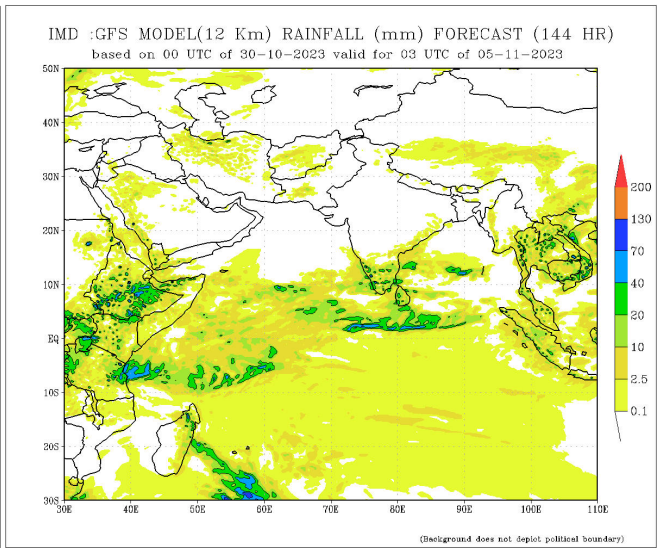 IMD :GFS MODEL(12 Km) RAINFALL (mm) FORECAST (144 HR)
based on 00 UTC of 30-10-2023 valid for 03 UTC of 05-11-2023
50N
40N
30N
20N
10N
EQ
10S
20S
30S
30E 40E 50E 60E 70E 80E 90E 100E 110E
200
130
70
40
20
10
2.5
0.1
(Background does not depict political boundary)